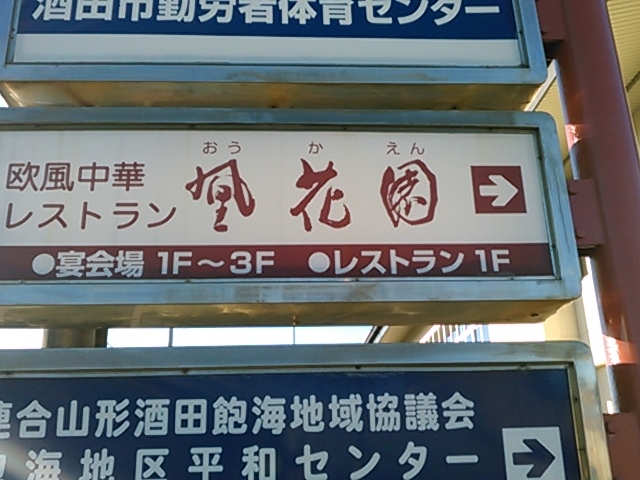 酒田市勤労者体育センター
おう か えん
欧風中華
レストラン
凰花園
●宴会場 1F～3F ●レストラン 1F
連合山形酒田飽海地域協議会
飽海地区平和センター